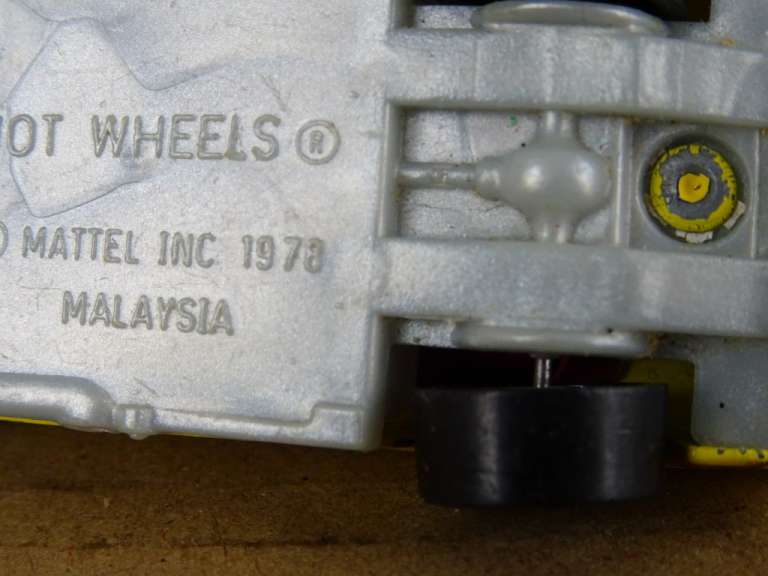 OT WHEELS®
© MATTEL INC 1978
MALAYSIA